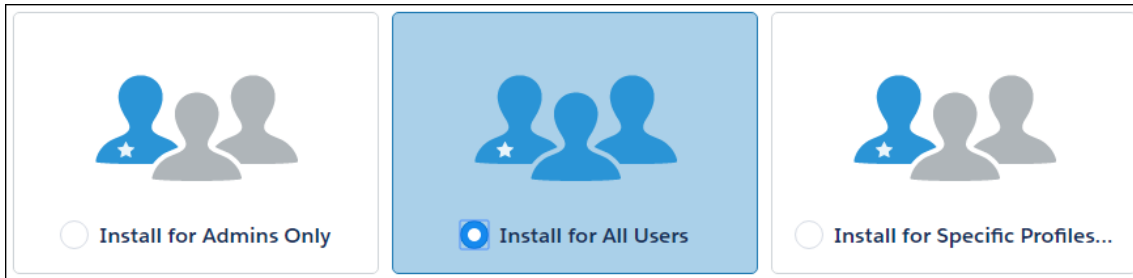 Install for Admins Only
Install for All Users
Install for Specific Profiles...